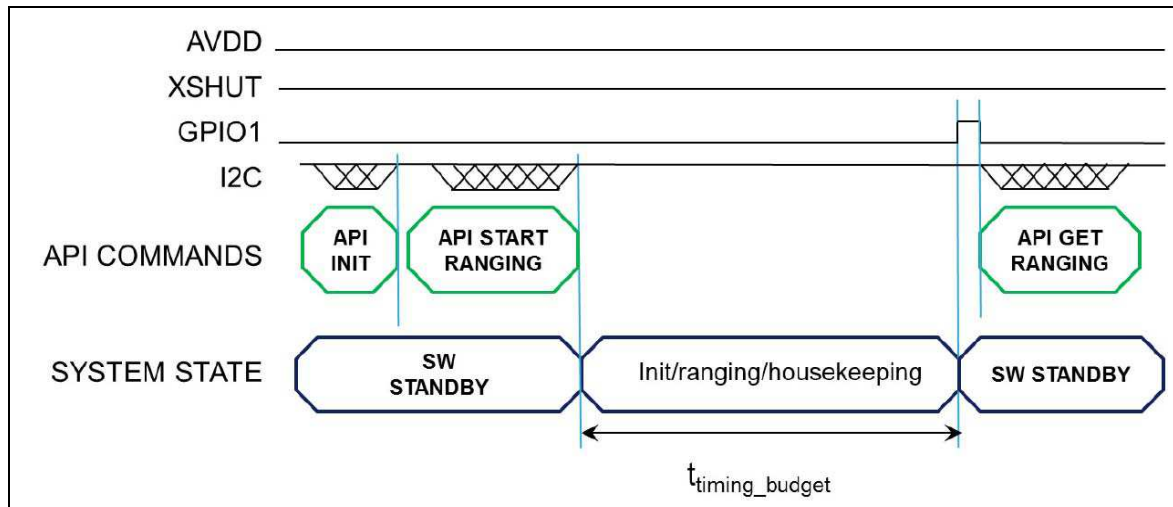 AVDD
XSHUT
GPIO1
I2C
API COMMANDS
API
INIT
API START
RANGING
API GET
RANGING
SYSTEM STATE
SW
STANDBY
Init/ranging/housekeeping
SW STANDBY
ttiming_budget